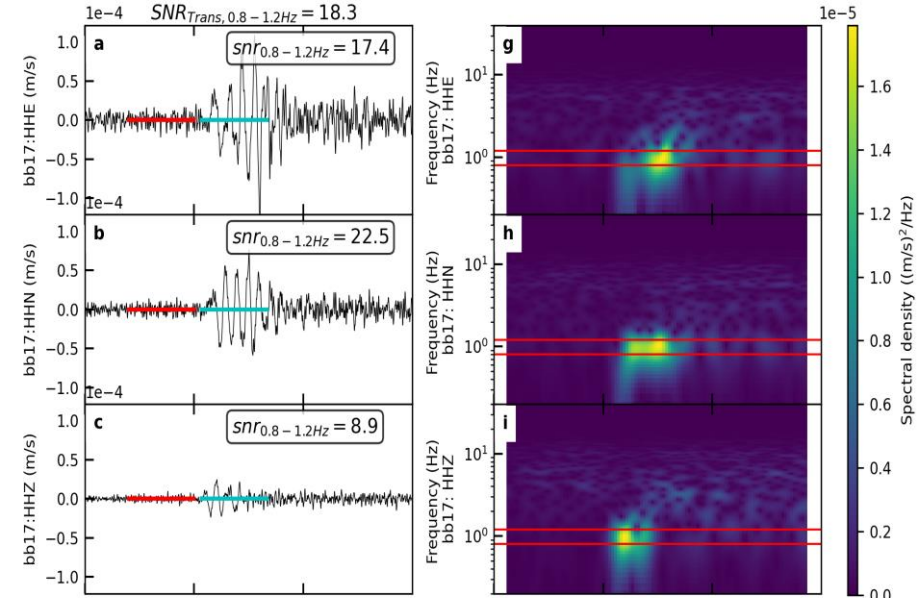 1e−4
SNR_Trans, 0.8−1.2Hz = 18.3
1e−5
a
snr_0.8−1.2Hz = 17.4
1.0
0.5
0.0
−0.5
−1.0
bb17:HHE (m/s)
g
10^1
10^0
Frequency (Hz)
bb17: HHE
1e−4
b
snr_0.8−1.2Hz = 22.5
1.0
0.5
0.0
−0.5
−1.0
bb17:HHN (m/s)
h
10^1
10^0
Frequency (Hz)
bb17: HHN
1e−4
c
snr_0.8−1.2Hz = 8.9
1.0
0.5
0.0
−0.5
−1.0
bb17:HHZ (m/s)
i
10^1
10^0
Frequency (Hz)
bb17: HHZ
1.6
1.4
1.2
1.0
0.8
0.6
0.4
0.2
0.0
Spectral density ((m/s)²/Hz)